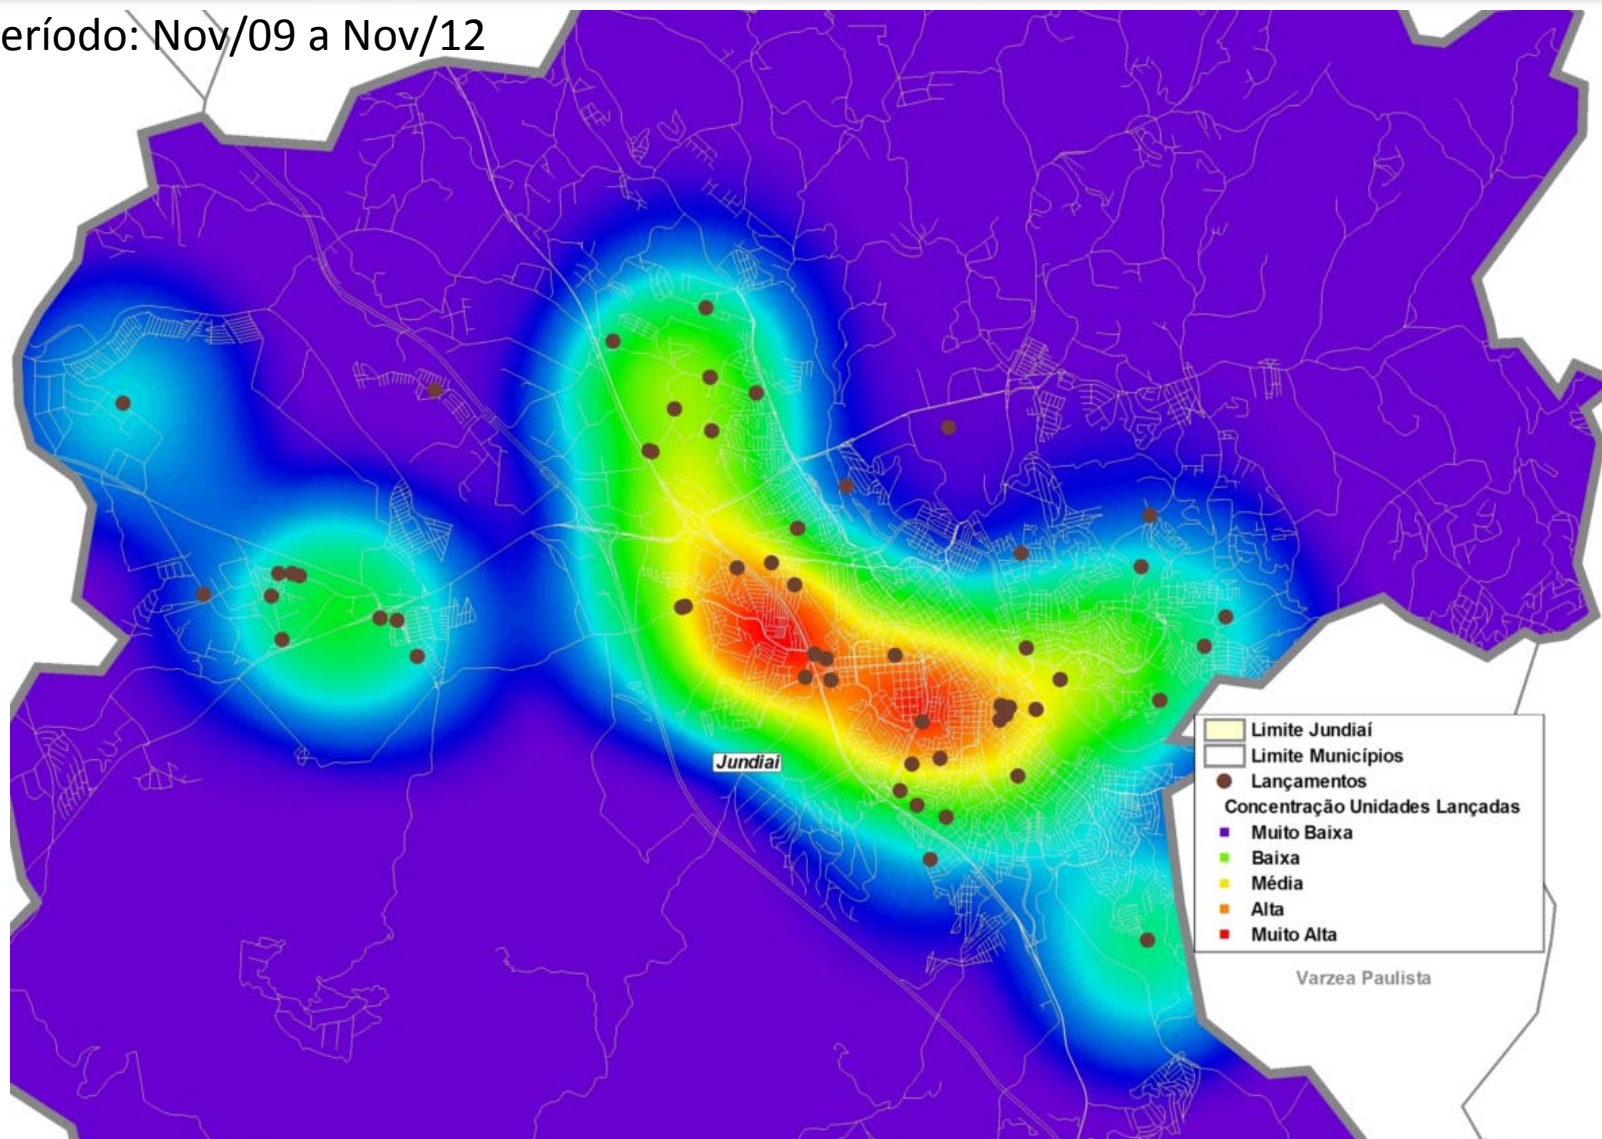 eríodo: Nov/09 a Nov/12
Jundiaí
Limite Jundiaí
Limite Municípios
Lançamentos
Concentração Unidades Lançadas
Muito Baixa
Baixa
Média
Alta
Muito Alta
Varzea Paulista